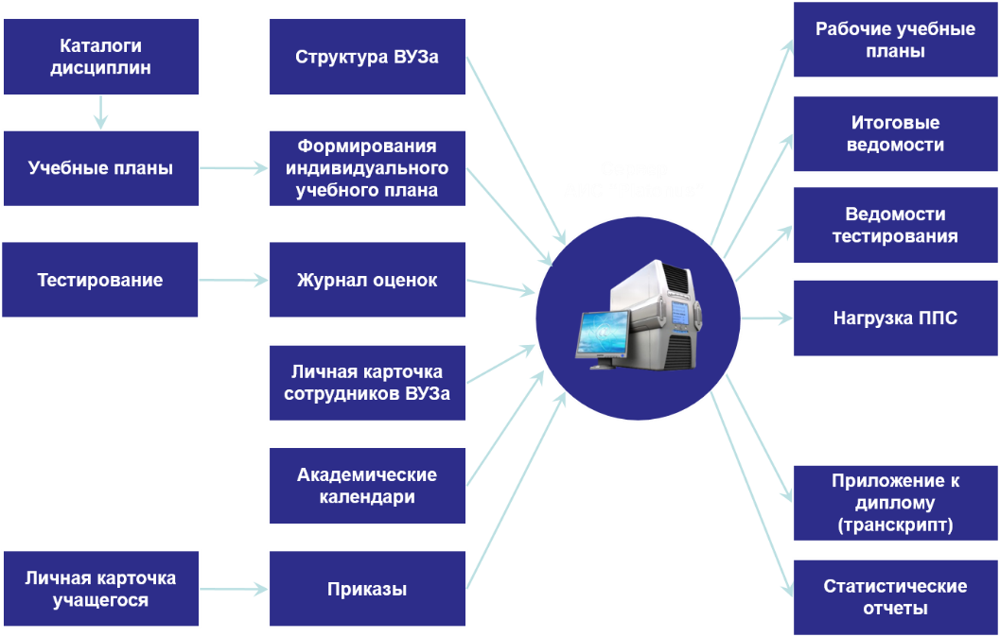 Каталоги
дисциплин
Учебные планы
Тестирование
Личная карточка
учащегося
Структура ВУЗа
Формирования
индивидуального
учебного плана
Журнал оценок
Личная карточка
сотрудников ВУЗа
Академические
календари
Приказы
Рабочие учебные
планы
Итоговые
ведомости
Ведомости
тестирования
Нагрузка ППС
Приложение к
диплому
(транскрипт)
Статистические
отчеты